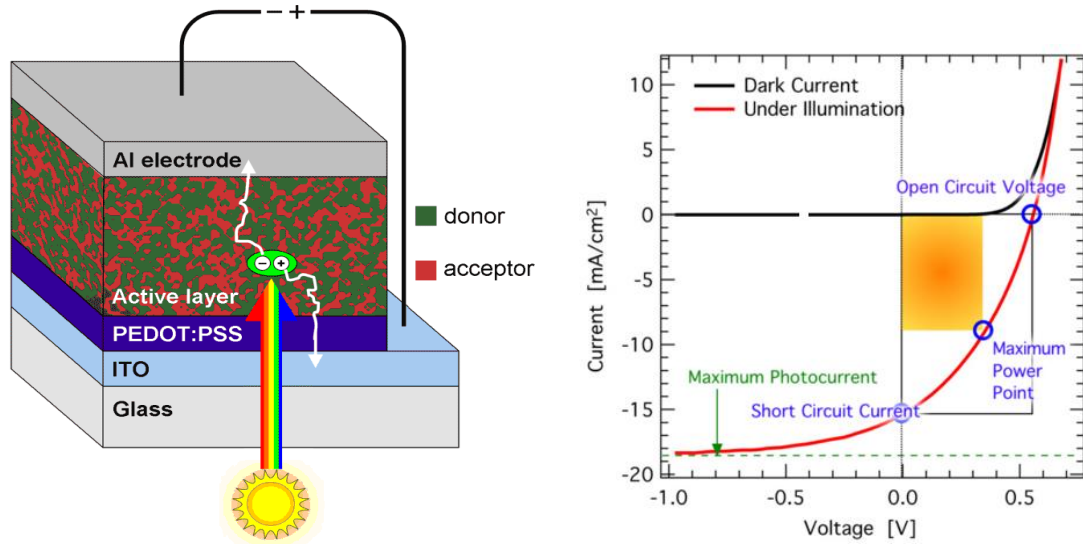 − +
Al electrode
donor
acceptor
− +
Active layer
PEDOT:PSS
ITO
Glass
Dark Current
Under Illumination
Open Circuit Voltage
Maximum Photocurrent
Short Circuit Current
Maximum
Power
Point
Current [mA/cm²]
10
5
0
-5
-10
-15
-20
-1.0
-0.5
0.0
0.5
Voltage [V]